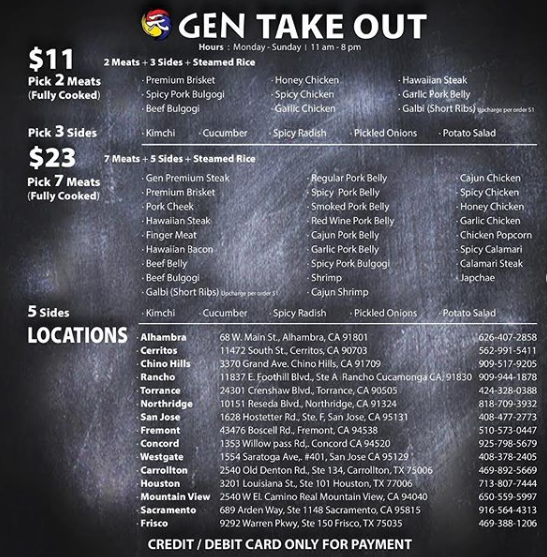 GEN TAKE OUT
Hours : Monday - Sunday | 11 am - 8 pm
$11
2 Meats + 3 Sides + Steamed Rice
Pick 2 Meats
(Fully Cooked)
· Premium Brisket · Honey Chicken · Hawaiian Steak
· Spicy Pork Bulgogi · Spicy Chicken · Garlic Pork Belly
· Beef Bulgogi · Garlic Chicken · Galbi (Short Ribs) Upcharge per order $1
Pick 3 Sides · Kimchi · Cucumber · Spicy Radish · Pickled Onions · Potato Salad
$23
7 Meats + 5 Sides + Steamed Rice
Pick 7 Meats
(Fully Cooked)
· Gen Premium Steak · Regular Pork Belly · Cajun Chicken
· Premium Brisket · Spicy Pork Belly · Spicy Chicken
· Pork Cheek · Smoked Pork Belly · Honey Chicken
· Hawaiian Steak · Red Wine Pork Belly · Garlic Chicken
· Finger Meat · Cajun Pork Belly · Chicken Popcorn
· Hawaiian Bacon · Garlic Pork Belly · Spicy Calamari
· Beef Belly · Spicy Pork Bulgogi · Calamari Steak
· Beef Bulgogi · Shrimp · Japchae
· Galbi (Short Ribs) Upcharge per order $1 · Cajun Shrimp
5 Sides · Kimchi · Cucumber · Spicy Radish · Pickled Onions · Potato Salad
LOCATIONS
· Alhambra 68 W. Main St., Alhambra, CA 91801 626-407-2858
· Cerritos 11472 South St., Cerritos, CA 90703 562-991-5411
· Chino Hills 3370 Grand Ave. Chino Hills, CA 91709 909-517-9205
· Rancho 11837 E. Foothill Blvd., Ste A Rancho Cucamonga CA, 91830 909-944-1878
· Torrance 24301 Crenshaw Blvd., Torrance, CA 90505 424-328-0388
· Northridge 10151 Reseda Blvd., Northridge, CA 91324 818-709-3932
· San Jose 1628 Hostetter Rd., Ste. F, San Jose, CA 95131 408-477-2773
· Fremont 43476 Boscell Rd., Fremont, CA 94538 510-573-0447
· Concord 1353 Willow pass Rd,. Concord CA 94520 925-798-5679
· Westgate 1554 Saratoga Ave,. #401, San Jose CA 95129 408-378-2405
· Carrollton 2540 Old Denton Rd., Ste 134, Carrollton, TX 75006 469-892-5669
· Houston 3201 Louisiana St., Ste 101 Houston, TX 77006 713-807-7444
· Mountain View 2540 W El. Camino Real Mountain View, CA 94040 650-559-5997
· Sacramento 689 Arden Way, Ste 1148 Sacramento, CA 95815 916-564-4313
· Frisco 9292 Warren Pkwy, Ste 150 Frisco, TX 75035 469-388-1206
CREDIT / DEBIT CARD ONLY FOR PAYMENT